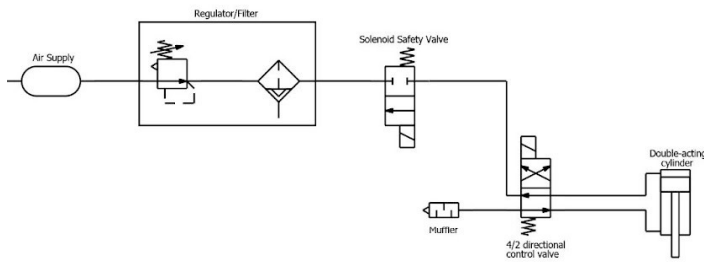 Regulator/Filter
Solenoid Safety Valve
Air Supply
Double-acting
cylinder
Muffler
4/2 directional
control valve